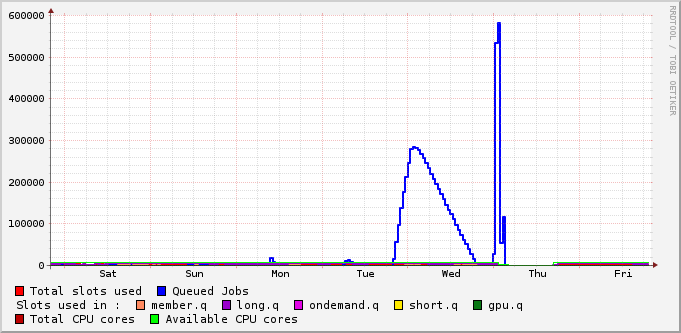 600000
500000
400000
300000
200000
100000
0
Sat Sun Mon Tue Wed Thu Fri
RRDTOOL / TOBI OETIKER
Total slots used Queued Jobs
Slots used in : member.q long.q ondemand.q short.q gpu.q
Total CPU cores Available CPU cores